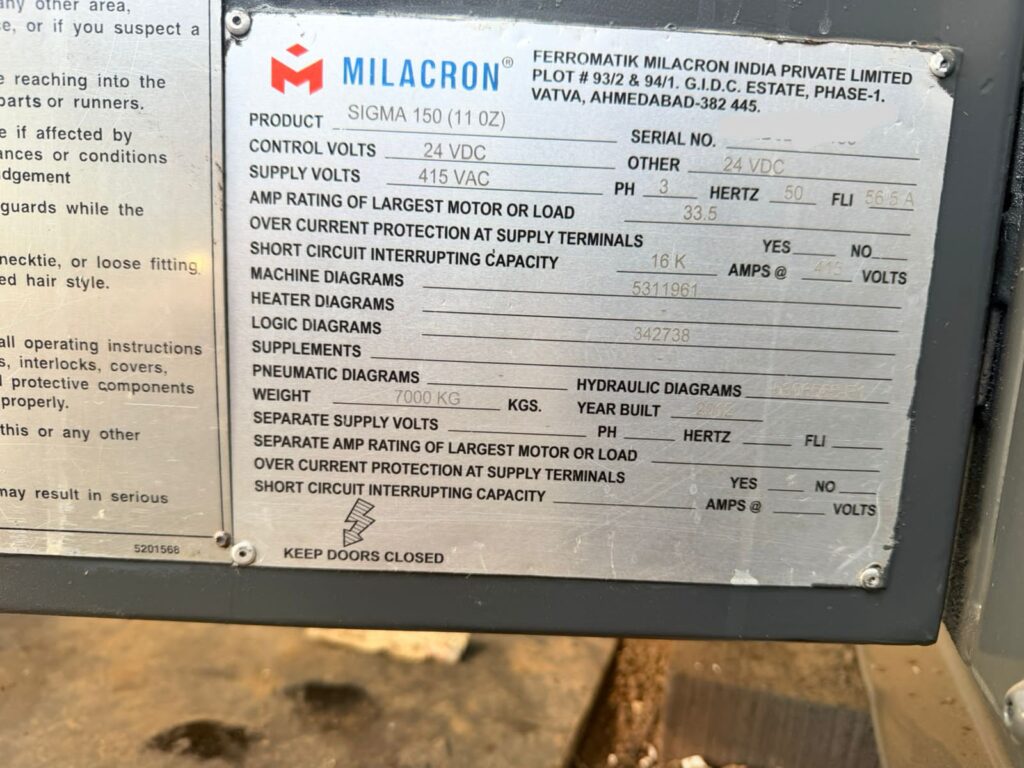 any other area,
e, or if you suspect a
e reaching into the
parts or runners.
e if affected by
ances or conditions
dgement
guards while the
necktie, or loose fitting
ed hair style.
all operating instructions
s, interlocks, covers,
protective components
properly.
this or any other
may result in serious
5201568
MILACRON®
FERROMATIK MILACRON INDIA PRIVATE LIMITED
PLOT # 93/2 & 94/1. G.I.D.C. ESTATE, PHASE-1.
VATVA, AHMEDABAD-382 445.
PRODUCT SIGMA 150 (11 0Z) SERIAL NO.
CONTROL VOLTS 24 VDC OTHER 24 VDC
SUPPLY VOLTS 415 VAC PH 3 HERTZ 50 FLI 56.5 A
AMP RATING OF LARGEST MOTOR OR LOAD 33.5
OVER CURRENT PROTECTION AT SUPPLY TERMINALS YES NO
SHORT CIRCUIT INTERRUPTING CAPACITY 16 K AMPS @ 415 VOLTS
MACHINE DIAGRAMS 5311961
HEATER DIAGRAMS
LOGIC DIAGRAMS 342738
SUPPLEMENTS
PNEUMATIC DIAGRAMS HYDRAULIC DIAGRAMS
WEIGHT 7000 KG KGS. YEAR BUILT
SEPARATE SUPPLY VOLTS PH HERTZ FLI
SEPARATE AMP RATING OF LARGEST MOTOR OR LOAD
OVER CURRENT PROTECTION AT SUPPLY TERMINALS YES NO
SHORT CIRCUIT INTERRUPTING CAPACITY AMPS @ VOLTS
KEEP DOORS CLOSED